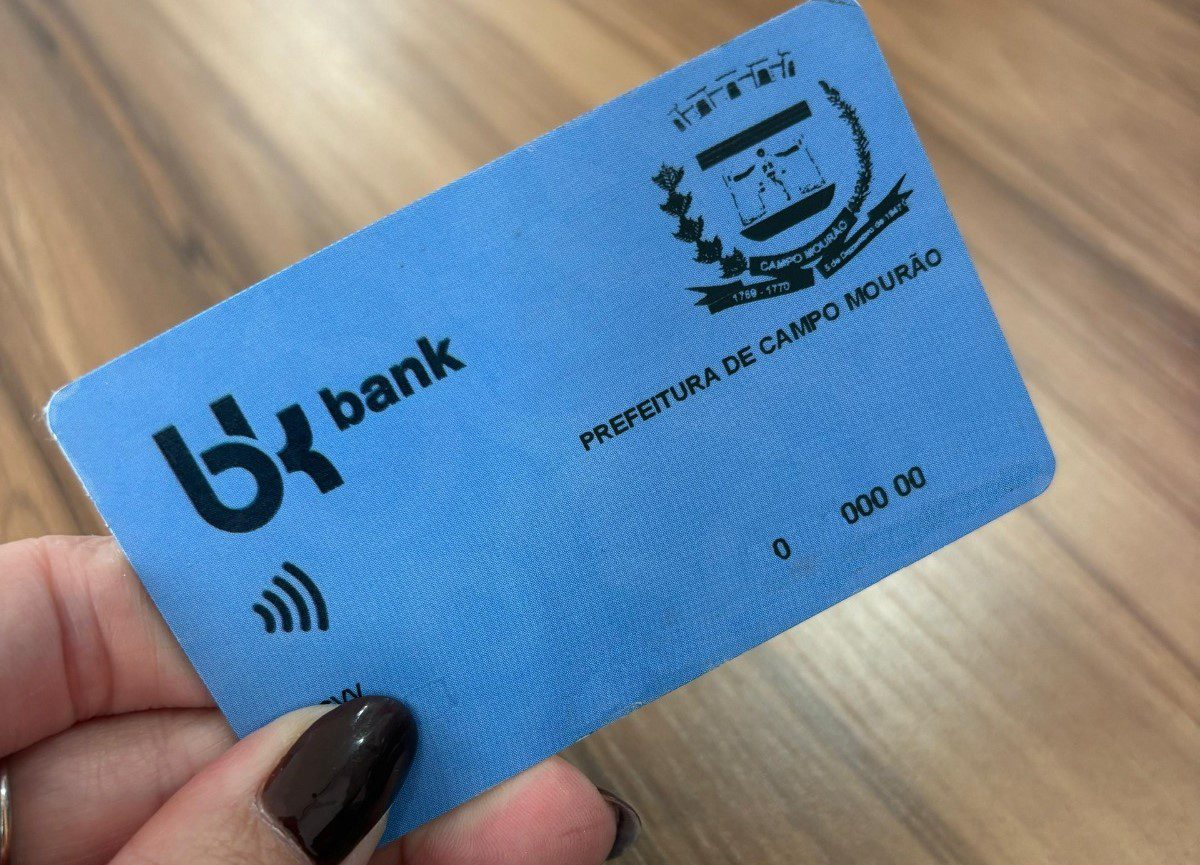 CAMPO MOURÃO
1769 - 1770
PREFEITURA DE CAMPO MOURÃO
bk bank
0 000 00